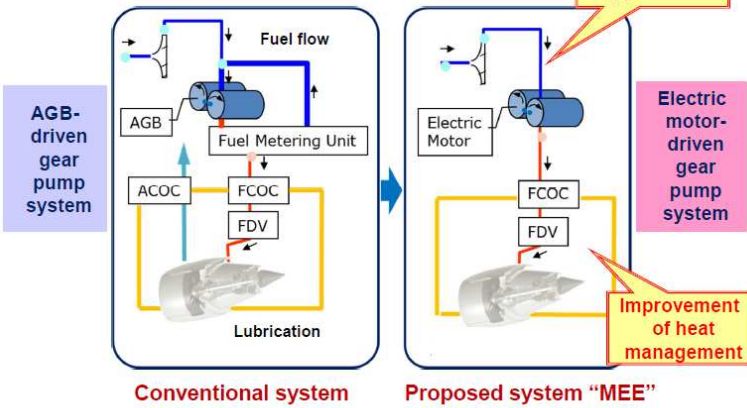 Fuel flow
AGB-
driven
gear
pump
system
AGB
Fuel Metering Unit
ACOC
FCOC
FDV
Lubrication
Conventional system
Electric
Motor
FCOC
FDV
Proposed system “MEE”
Electric
motor-
driven
gear
pump
system
Improvement
of heat
management